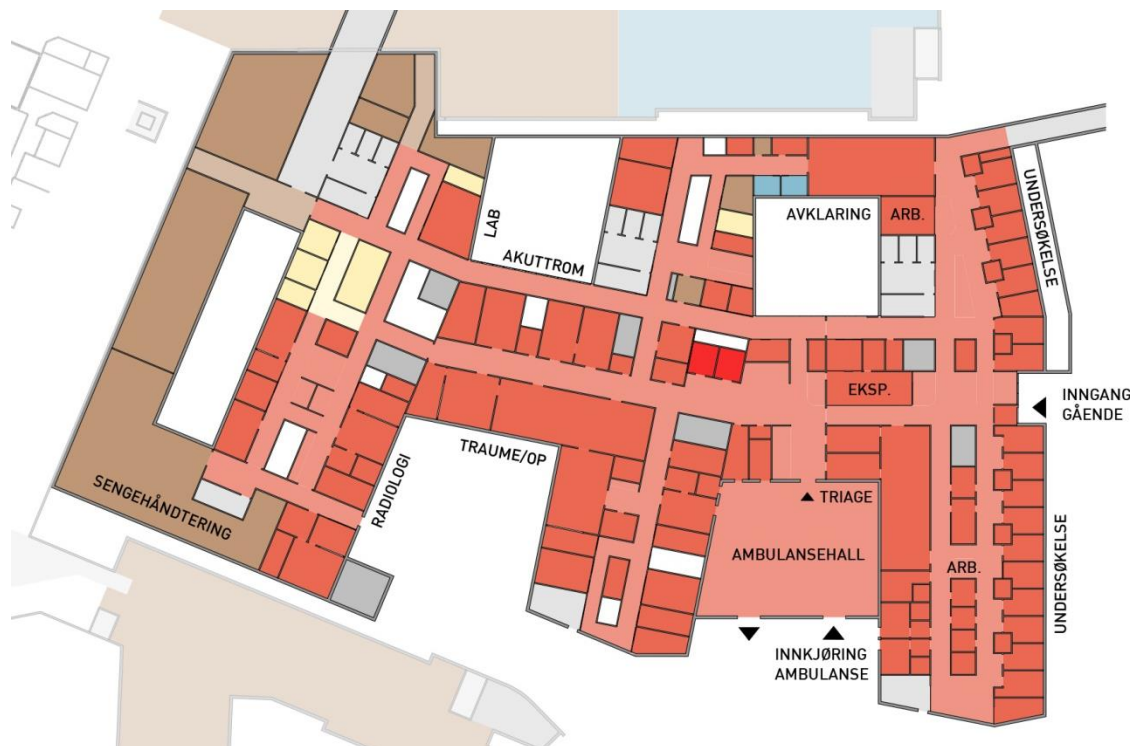 LAB
AKUTTROM
AVKLARING
ARB.
UNDERSØKELSE
EKSP.
INNGANG
GÅENDE
TRAUME/OP
RADIOLOGI
SENGEHÅNDTERING
TRIAGE
AMBULANSEHALL
ARB.
UNDERSØKELSE
INNKJØRING
AMBULANSE